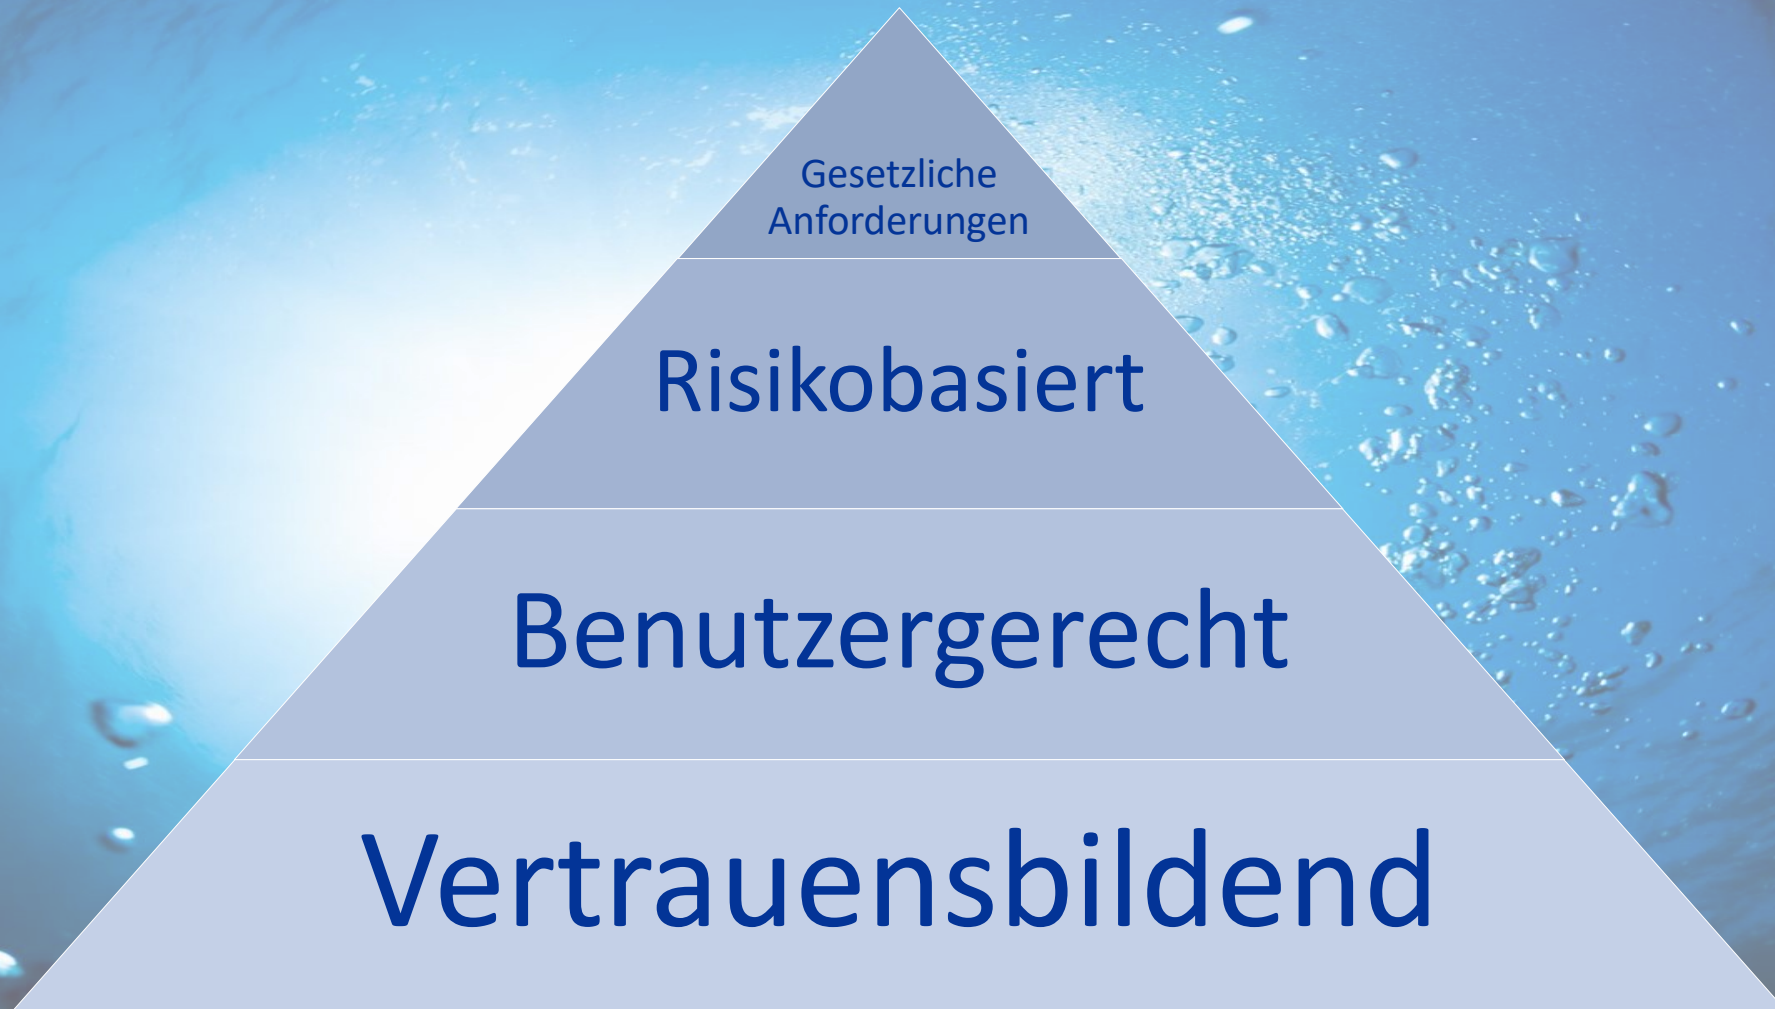 Gesetzliche
Anforderungen
Risikobasiert
Benutzergerecht
Vertrauensbildend